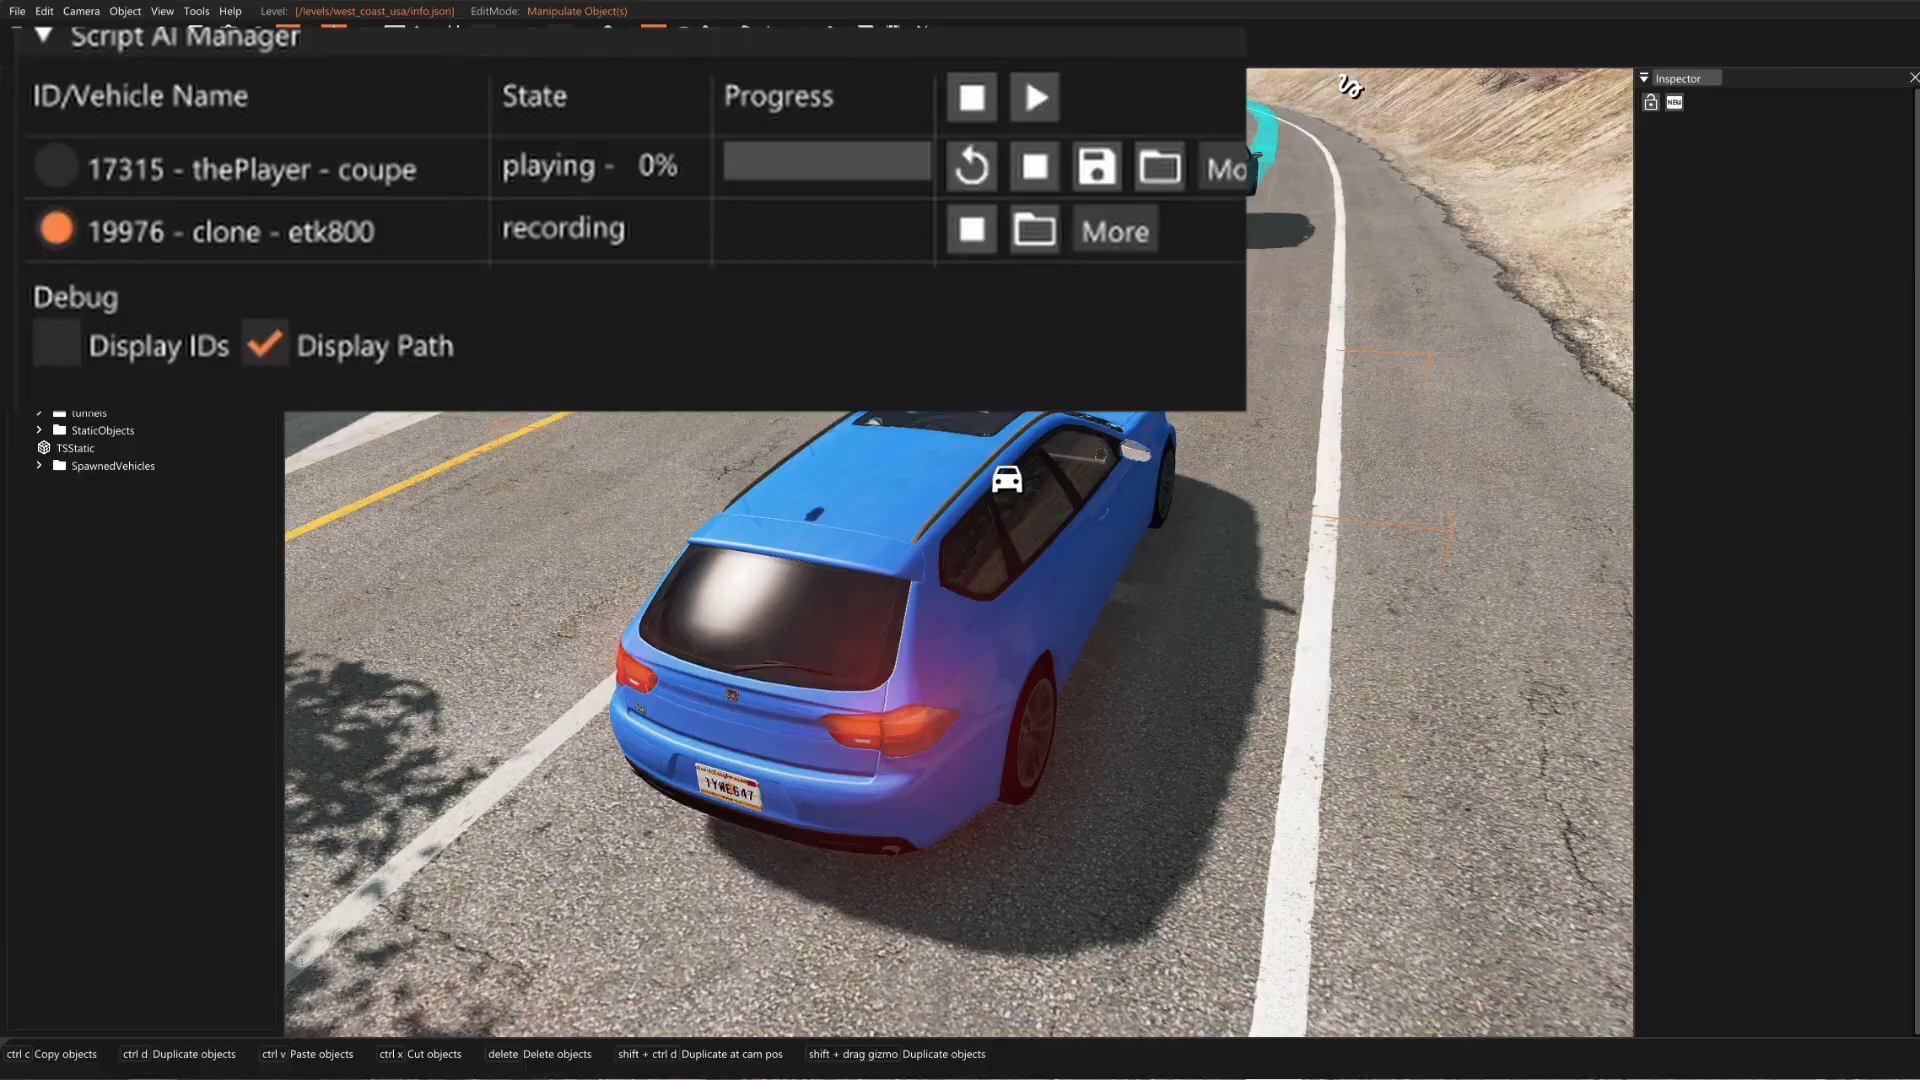 File Edit Camera Object View Tools Help Level: [/levels/west_coast_usa/info.json] EditMode: Manipulate Object(s)
Script AI Manager
ID/Vehicle Name State Progress
17315 - thePlayer - coupe playing - 0% Mo
19976 - clone - etk800 recording More
Debug
Display IDs Display Path
Inspector
NEW
tunnels
StaticObjects
TSStatic
SpawnedVehicles
ctrl c Copy objects ctrl d Duplicate objects ctrl v Paste objects ctrl x Cut objects delete Delete objects shift + ctrl d Duplicate at cam pos shift + drag gizmo Duplicate objects